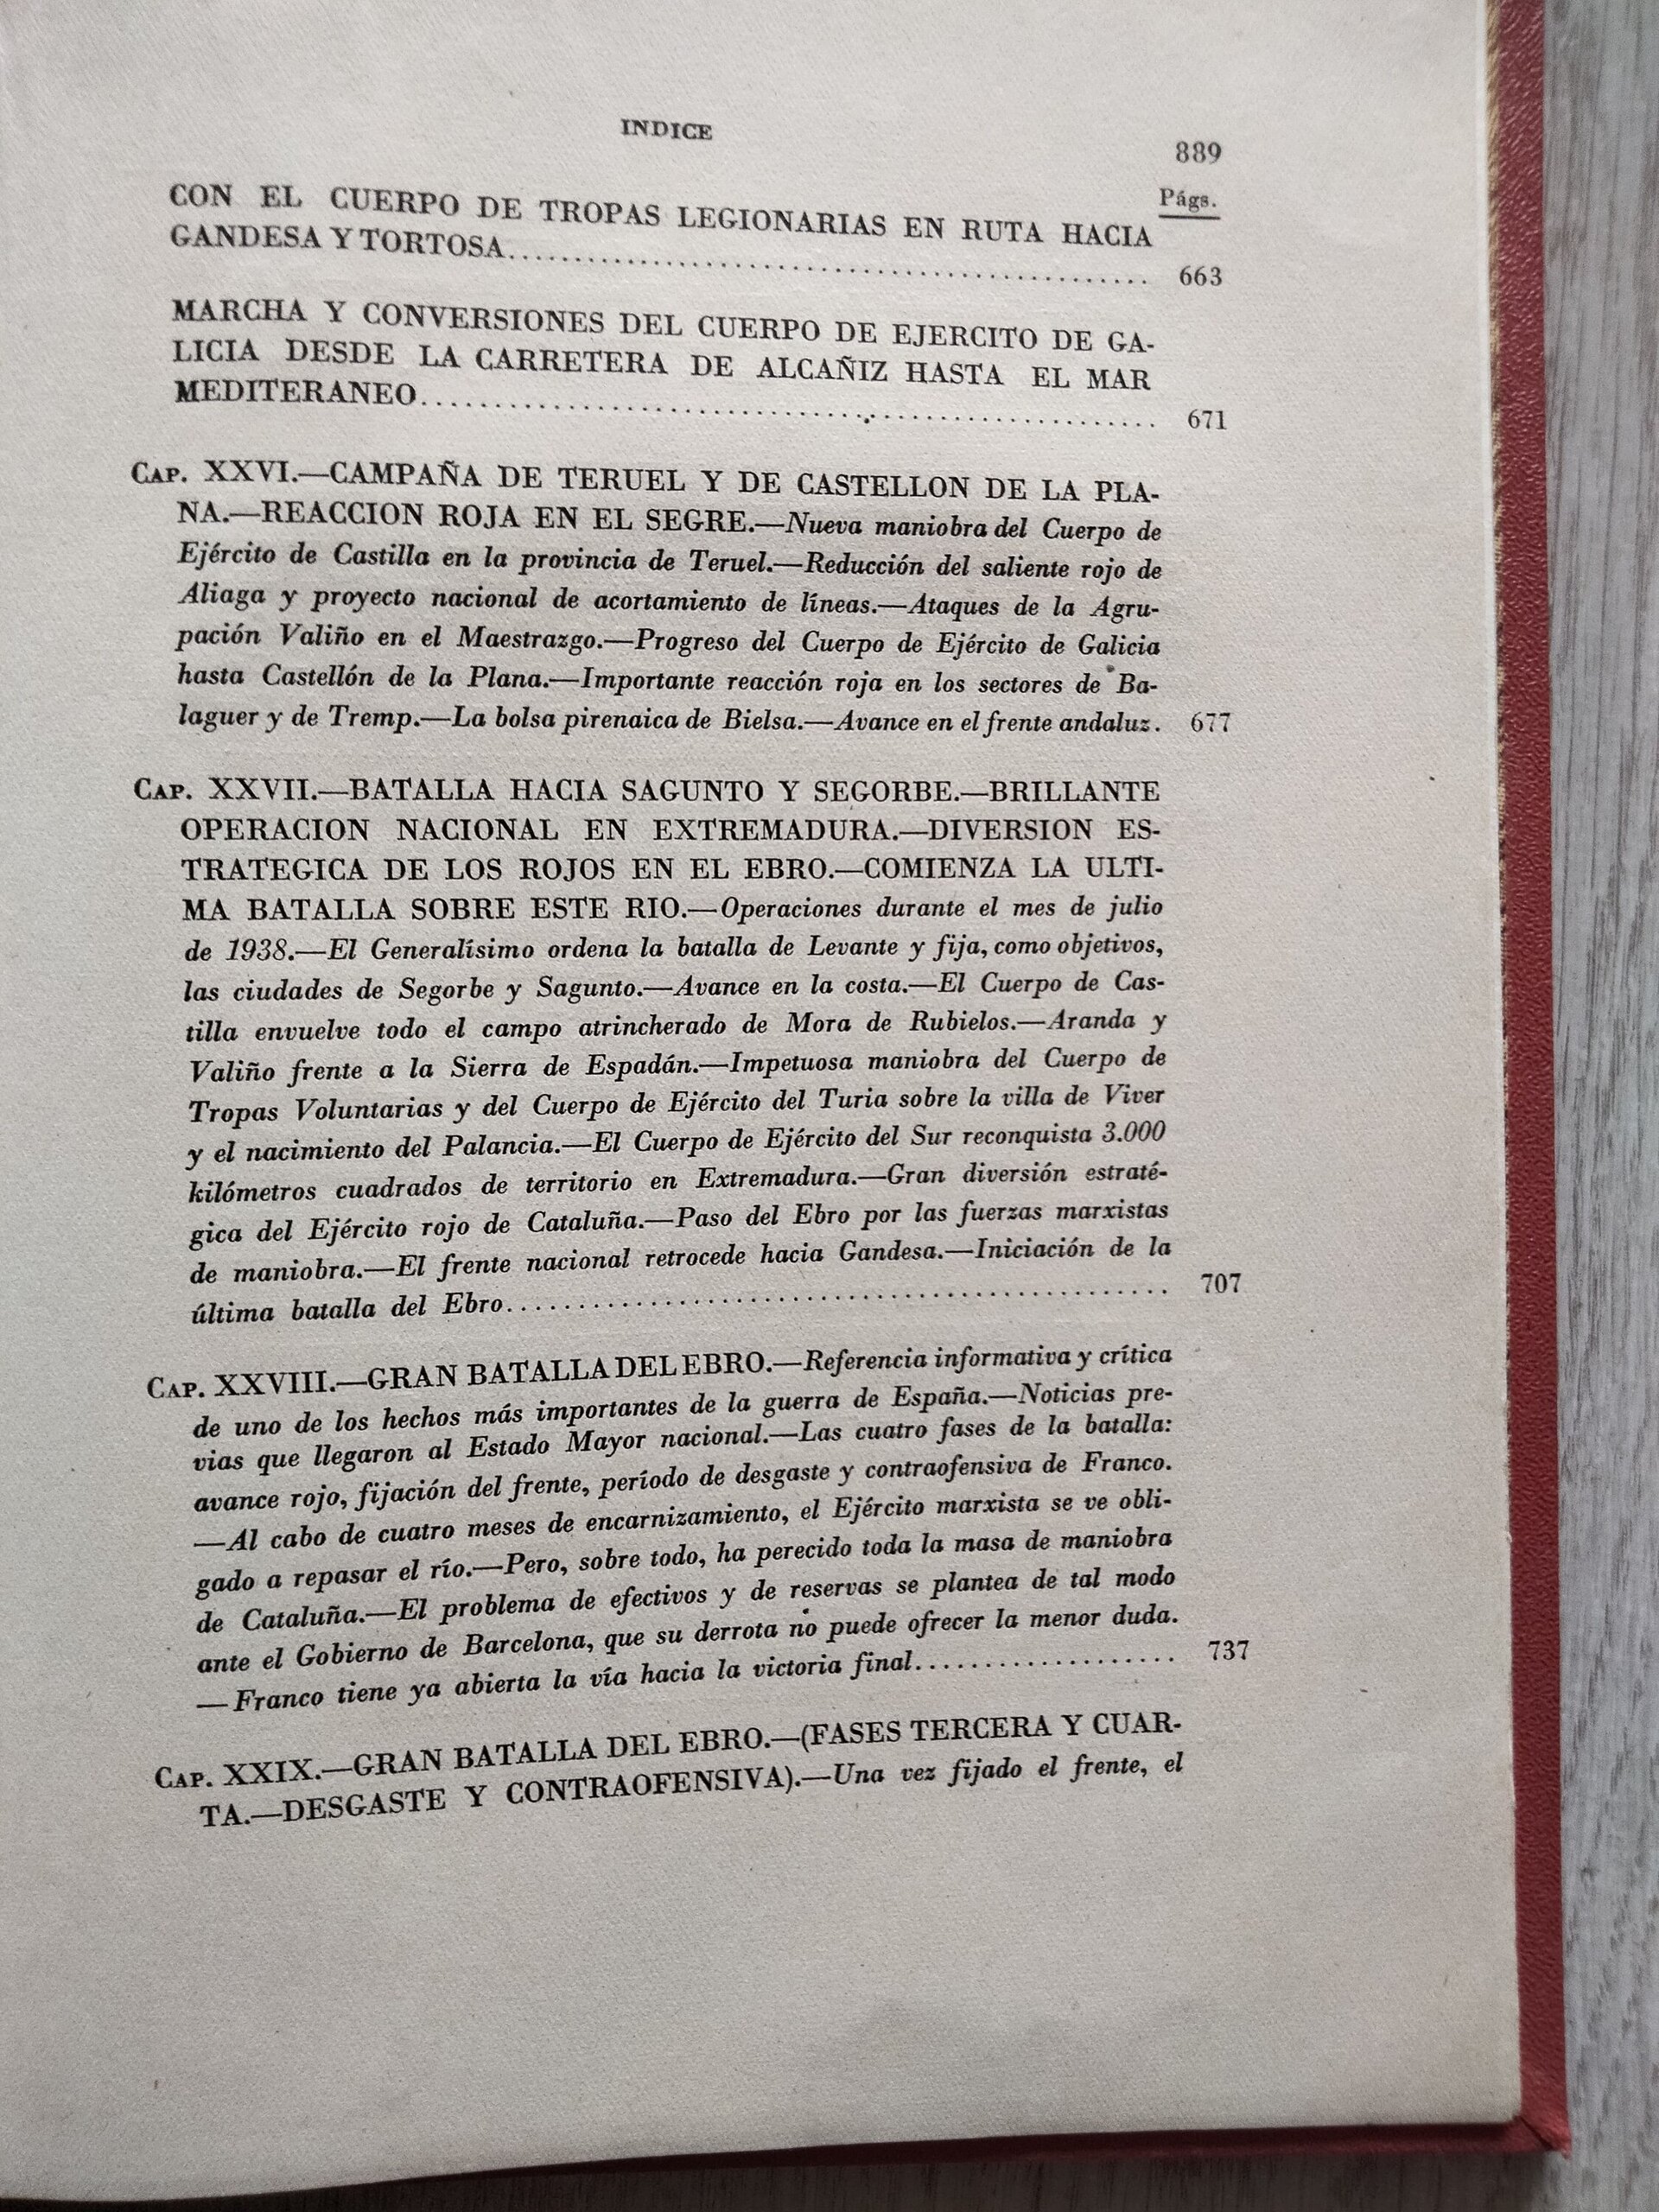 INDICE
889
Págs.
CON EL CUERPO DE TROPAS LEGIONARIAS EN RUTA HACIA
GANDESA Y TORTOSA........................................ 663
MARCHA Y CONVERSIONES DEL CUERPO DE EJERCITO DE GA-
LICIA DESDE LA CARRETERA DE ALCAÑIZ HASTA EL MAR
MEDITERANEO........................................ 671
CAP. XXVI.—CAMPAÑA DE TERUEL Y DE CASTELLON DE LA PLA-
NA.—REACCION ROJA EN EL SEGRE.—Nueva maniobra del Cuerpo de
Ejército de Castilla en la provincia de Teruel.—Reducción del saliente rojo de
Aliaga y proyecto nacional de acortamiento de líneas.—Ataques de la Agru-
pación Valiño en el Maestrazgo.—Progreso del Cuerpo de Ejército de Galicia
hasta Castellón de la Plana.—Importante reacción roja en los sectores de Ba-
laguer y de Tremp.—La bolsa pirenaica de Bielsa.—Avance en el frente andaluz. 677
CAP. XXVII.—BATALLA HACIA SAGUNTO Y SEGORBE.—BRILLANTE
OPERACION NACIONAL EN EXTREMADURA.—DIVERSION ES-
TRATEGICA DE LOS ROJOS EN EL EBRO.—COMIENZA LA ULTI-
MA BATALLA SOBRE ESTE RIO.—Operaciones durante el mes de julio
de 1938.—El Generalísimo ordena la batalla de Levante y fija, como objetivos,
las ciudades de Segorbe y Sagunto.—Avance en la costa.—El Cuerpo de Cas-
tilla envuelve todo el campo atrincherado de Mora de Rubielos.—Aranda y
Valiño frente a la Sierra de Espadán.—Impetuosa maniobra del Cuerpo de
Tropas Voluntarias y del Cuerpo de Ejército del Turia sobre la villa de Viver
y el nacimiento del Palancia.—El Cuerpo de Ejército del Sur reconquista 3.000
kilómetros cuadrados de territorio en Extremadura.—Gran diversión estraté-
gica del Ejército rojo de Cataluña.—Paso del Ebro por las fuerzas marxistas
de maniobra.—El frente nacional retrocede hacia Gandesa.—Iniciación de la
última batalla del Ebro........................................ 707
CAP. XXVIII.—GRAN BATALLA DEL EBRO.—Referencia informativa y crítica
de uno de los hechos más importantes de la guerra de España.—Noticias pre-
vias que llegaron al Estado Mayor nacional.—Las cuatro fases de la batalla:
avance rojo, fijación del frente, período de desgaste y contraofensiva de Franco.
—Al cabo de cuatro meses de encarnizamiento, el Ejército marxista se ve obli-
gado a repasar el río.—Pero, sobre todo, ha perecido toda la masa de maniobra
de Cataluña.—El problema de efectivos y de reservas se plantea de tal modo
ante el Gobierno de Barcelona, que su derrota no puede ofrecer la menor duda.
—Franco tiene ya abierta la vía hacia la victoria final................... 737
CAP. XXIX.—GRAN BATALLA DEL EBRO.—(FASES TERCERA Y CUAR-
TA.—DESGASTE Y CONTRAOFENSIVA).—Una vez fijado el frente, el